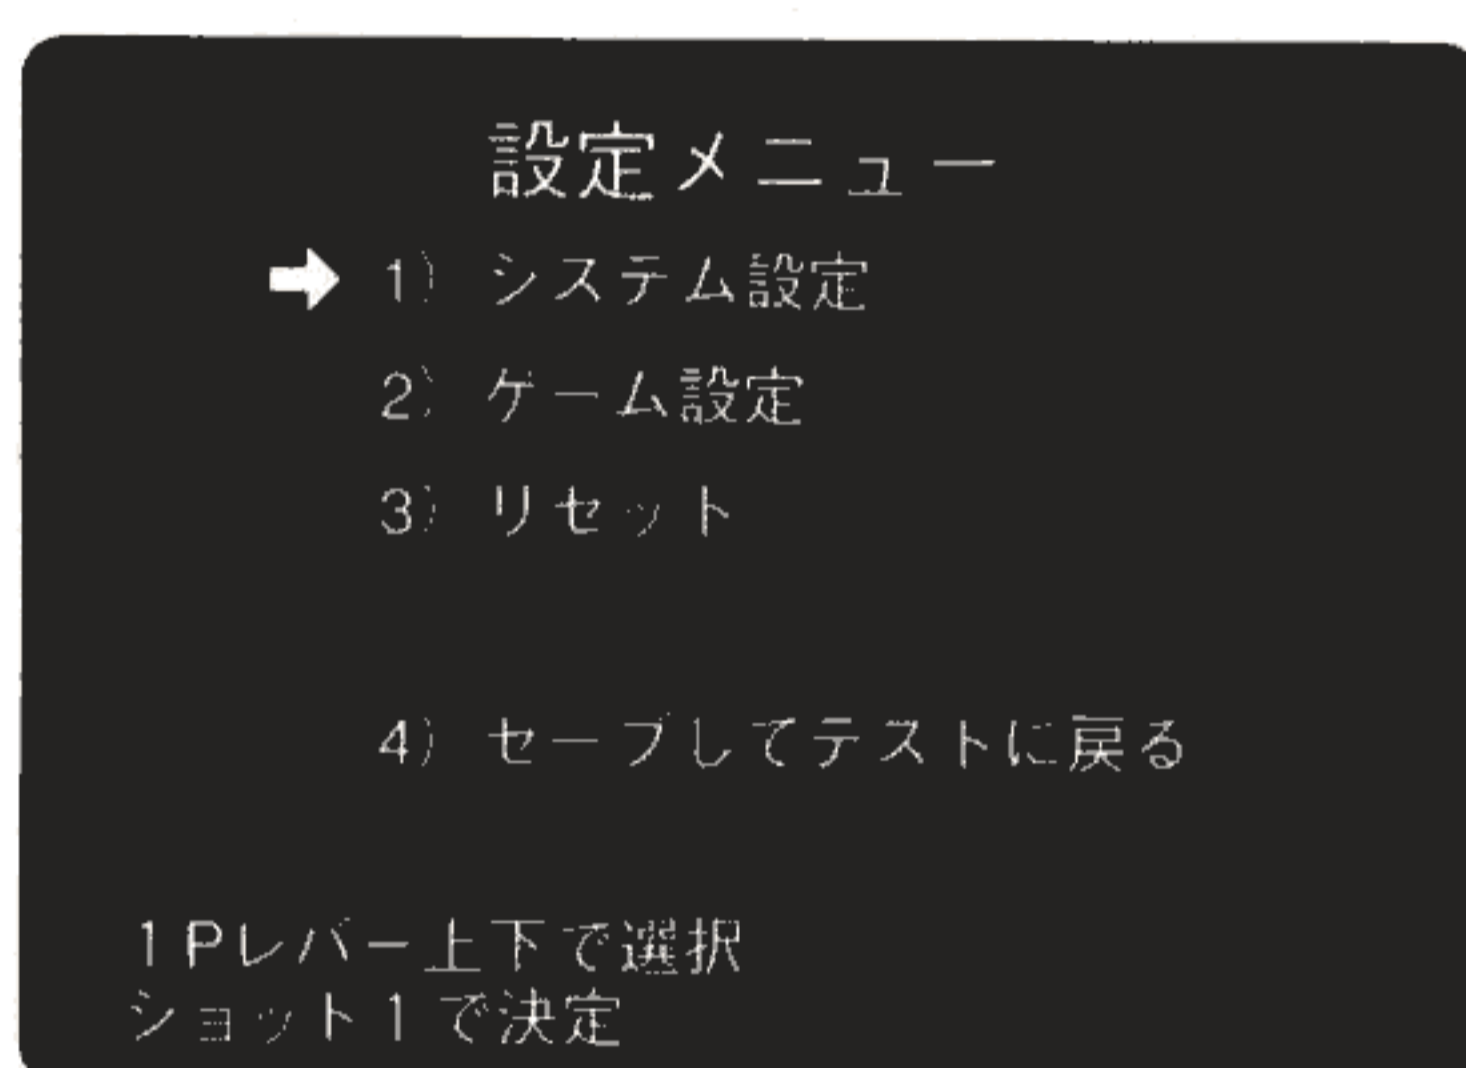 設定メニュー
➡ 1) システム設定
2) ゲーム設定
3) リセット
4) セーブしてテストに戻る
1Pレバー上下で選択
ショット1で決定